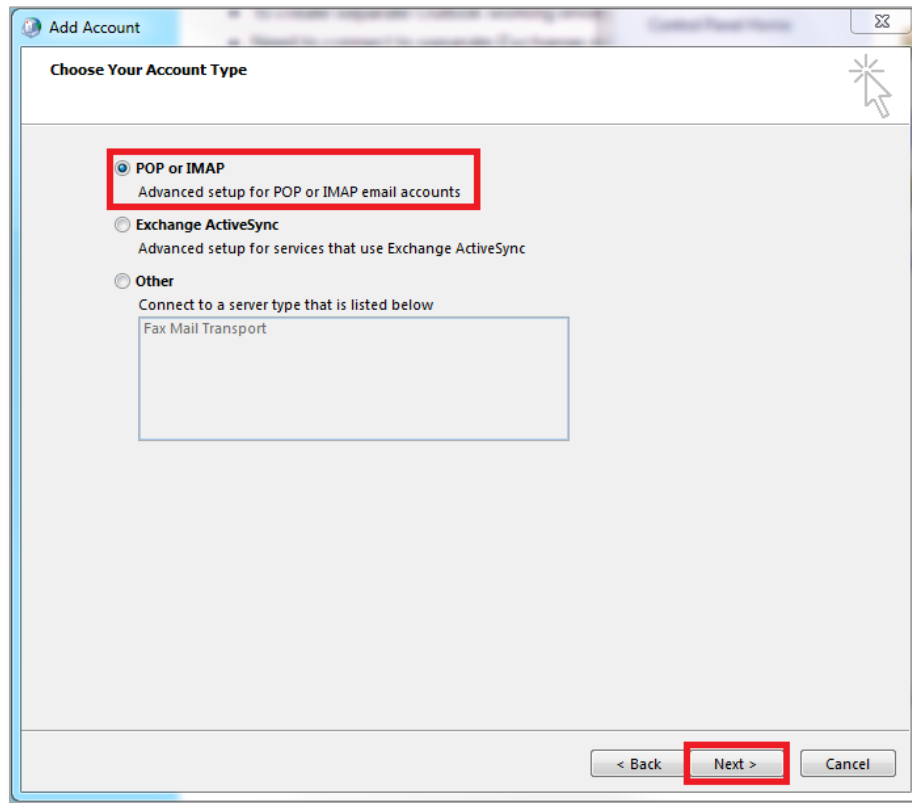 Add Account
Choose Your Account Type
POP or IMAP
Advanced setup for POP or IMAP email accounts
Exchange ActiveSync
Advanced setup for services that use Exchange ActiveSync
Other
Connect to a server type that is listed below
Fax Mail Transport
< Back
Next >
Cancel